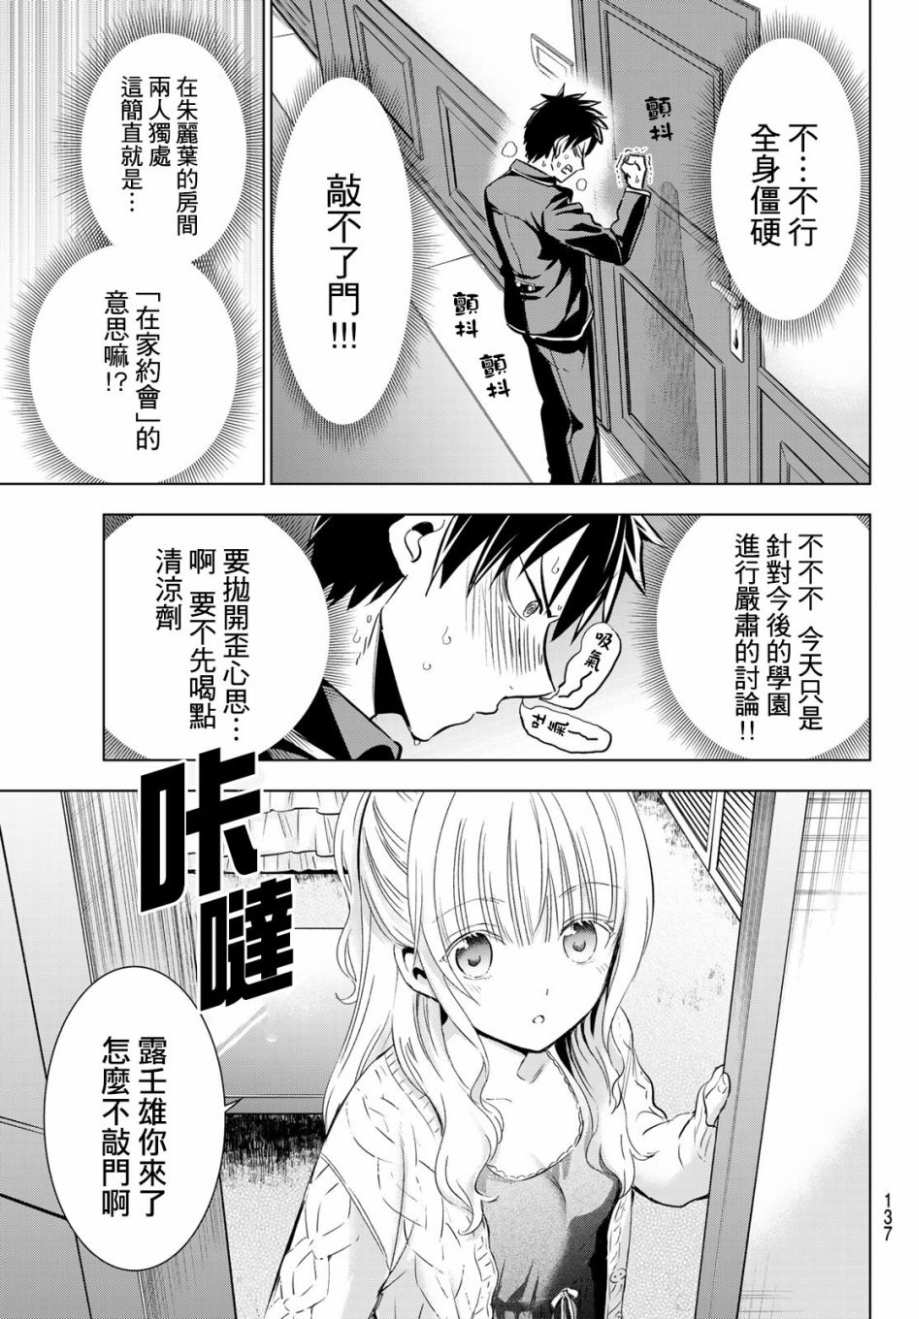 不…不行
全身僵硬
顫抖
敲不了門!!!
顫抖
顫抖
在朱麗葉的房間
兩人獨處
這簡直就是…
「在家約會」的
意思嘛!?
不不不 今天只是
針對今後的學園
進行嚴肅的討論!!
吸氣
吐氣
要拋開歪心思…
啊 要不先喝點
清涼劑
咔噠
露壬雄你來了
怎麼不敲門啊
137